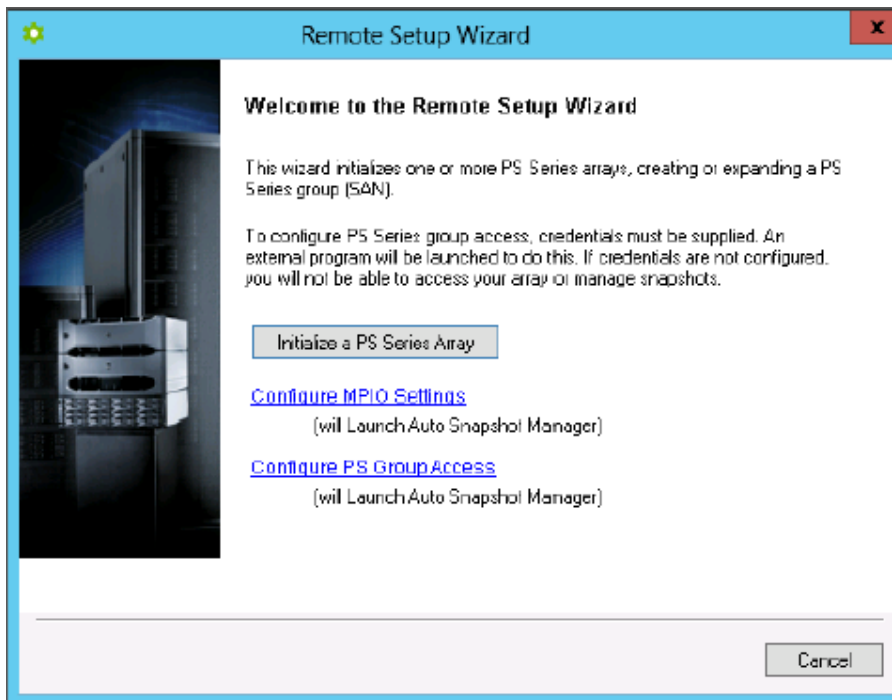 Remote Setup Wizard
x
Welcome to the Remote Setup Wizard
This wizard initializes one or more PS Series arrays, creating or expanding a PS
Series group (SAN).
To configure PS Series group access, credentials must be supplied. An
external program will be launched to do this. If credentials are not configured,
you will not be able to access your array or manage snapshots.
Initialize a PS Series Array
Configure MPIO Settings
(will Launch Auto Snapshot Manager)
Configure PS Group Access
(will Launch Auto Snapshot Manager)
Cancel